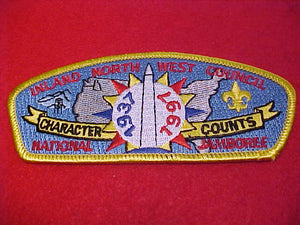 INLAND NORTH WEST COUNCIL
1937 1997
CHARACTER COUNTS
NATIONAL JAMBOREE